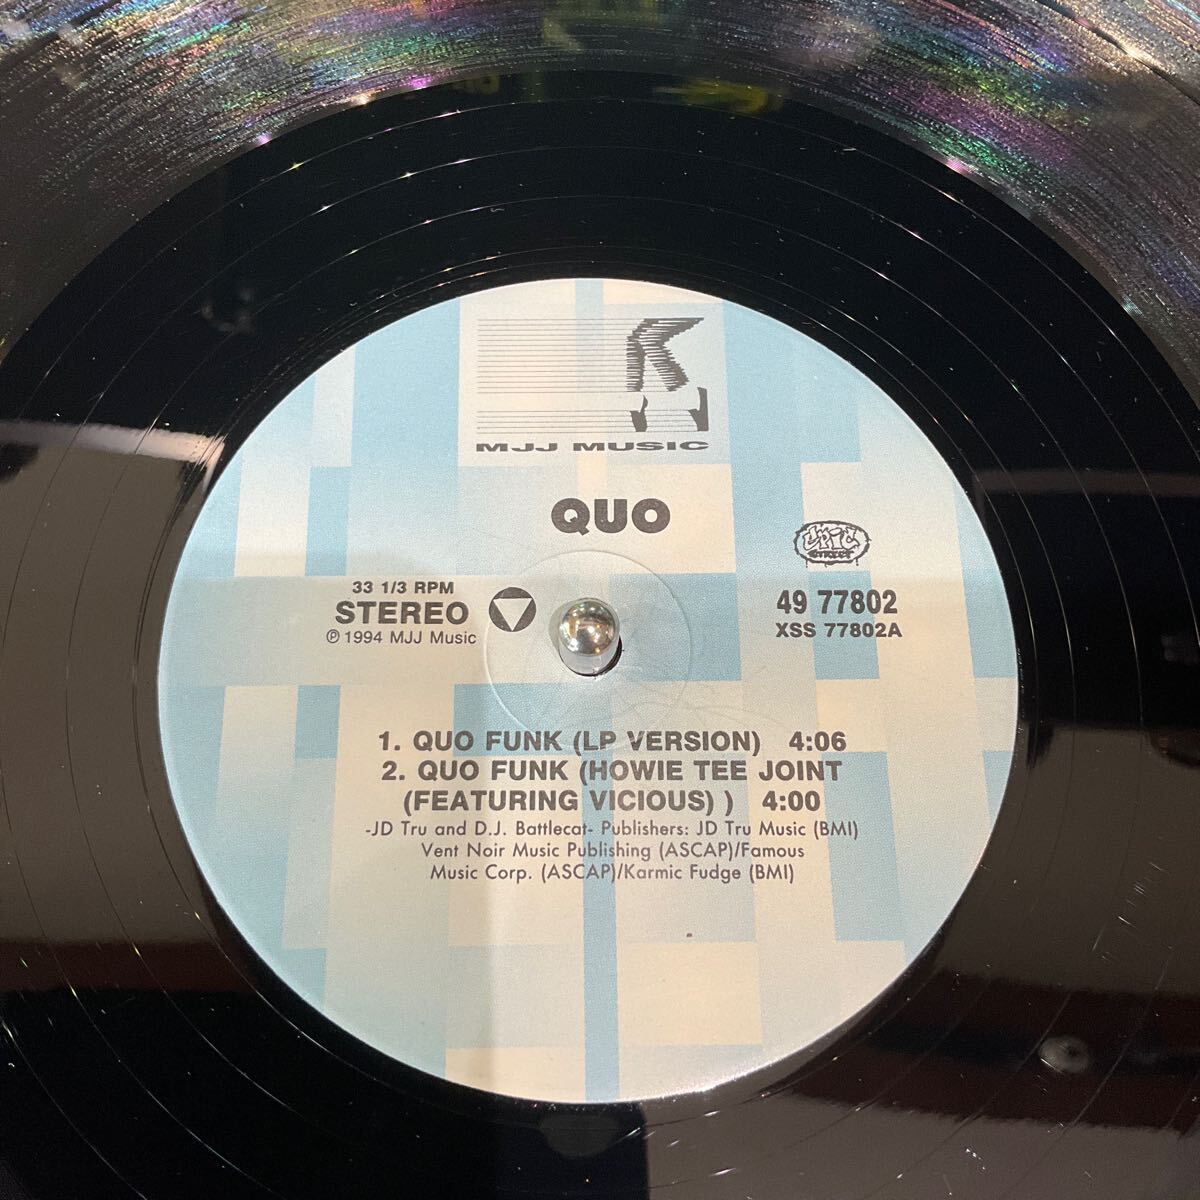 MJJ MUSIC
QUO
epic
STREET
33 1/3 RPM
STEREO
℗ 1994 MJJ Music
49 77802
XSS 77802A
1. QUO FUNK (LP VERSION) 4:06
2. QUO FUNK (HOWIE TEE JOINT
(FEATURING VICIOUS) ) 4:00
-JD Tru and D.J. Battlecat- Publishers: JD Tru Music (BMI)
Vent Noir Music Publishing (ASCAP)/Famous
Music Corp. (ASCAP)/Karmic Fudge (BMI)